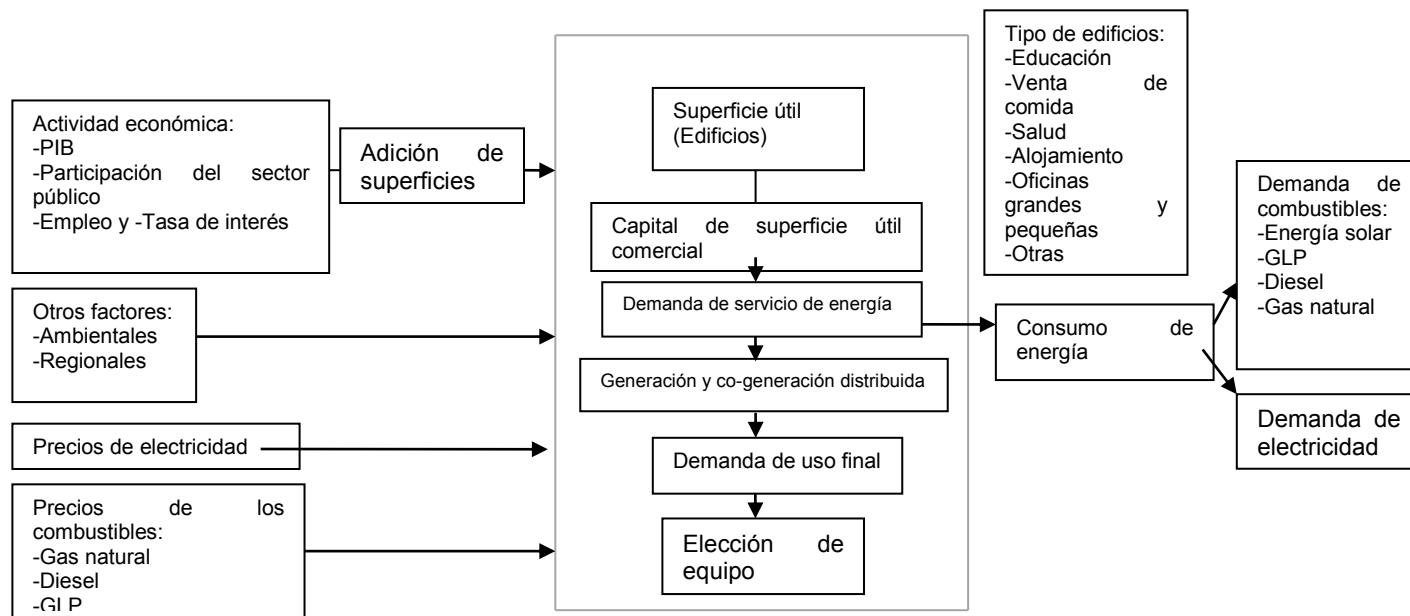 Actividad económica:
-PIB
-Participación del sector
público
-Empleo y -Tasa de interés
Adición de
superficies
Otros factores:
-Ambientales
-Regionales
Precios de electricidad
Precios de los
combustibles:
-Gas natural
-Diesel
-GLP
Superficie útil
(Edificios)
Capital de superficie útil
comercial
Demanda de servicio de energía
Generación y co-generación distribuida
Demanda de uso final
Elección de
equipo
Tipo de edificios:
-Educación
-Venta de
comida
-Salud
-Alojamiento
-Oficinas
grandes y
pequeñas
-Otras
Consumo de
energía
Demanda de
combustibles:
-Energía solar
-GLP
-Diesel
-Gas natural
Demanda de
electricidad